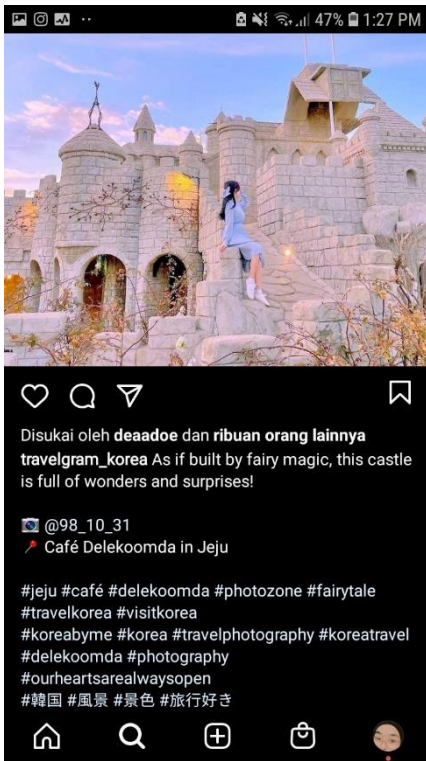 47% 1:27 PM
Disukai oleh deaadoe dan ribuan orang lainnya
travelgram_korea As if built by fairy magic, this castle
is full of wonders and surprises!
@98_10_31
Café Delekoomda in Jeju
#jeju #café #delekoomda #photozone #fairytale
#travelkorea #visitkorea
#koreabyme #korea #travelphotography #koreatravel
#delekoomda #photography
#ourheartsarealwaysopen
#韓国 #風景 #景色 #旅行好き